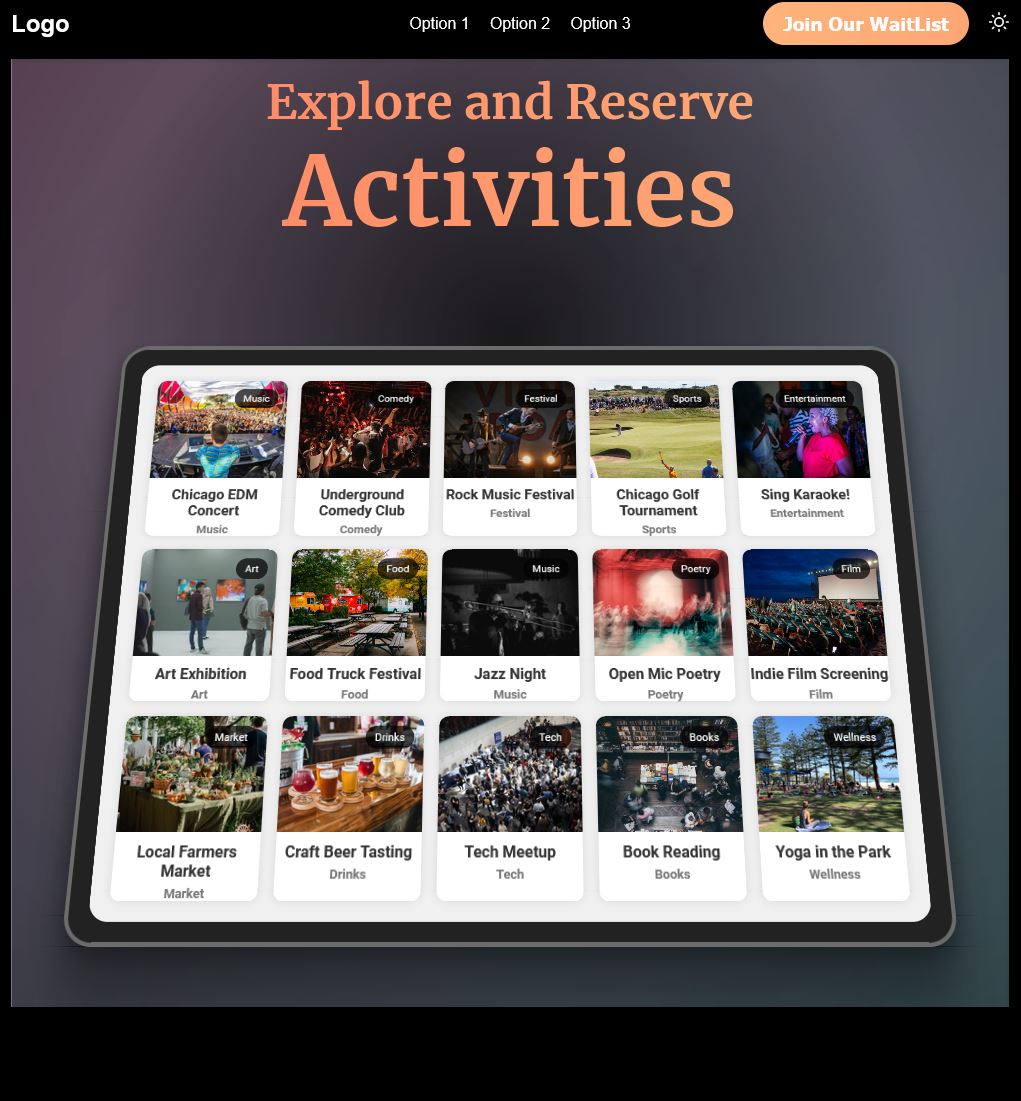 Logo
Option 1
Option 2
Option 3
Join Our WaitList
Explore and Reserve
Activities
Music
Chicago EDM
Concert
Music
Comedy
Underground
Comedy Club
Comedy
Festival
Rock Music Festival
Festival
Sports
Chicago Golf
Tournament
Sports
Entertainment
Sing Karaoke!
Entertainment
Art
Art Exhibition
Art
Food
Food Truck Festival
Food
Music
Jazz Night
Music
Poetry
Open Mic Poetry
Poetry
Film
Indie Film Screening
Film
Market
Local Farmers
Market
Market
Drinks
Craft Beer Tasting
Drinks
Tech
Tech Meetup
Tech
Books
Book Reading
Books
Wellness
Yoga in the Park
Wellness